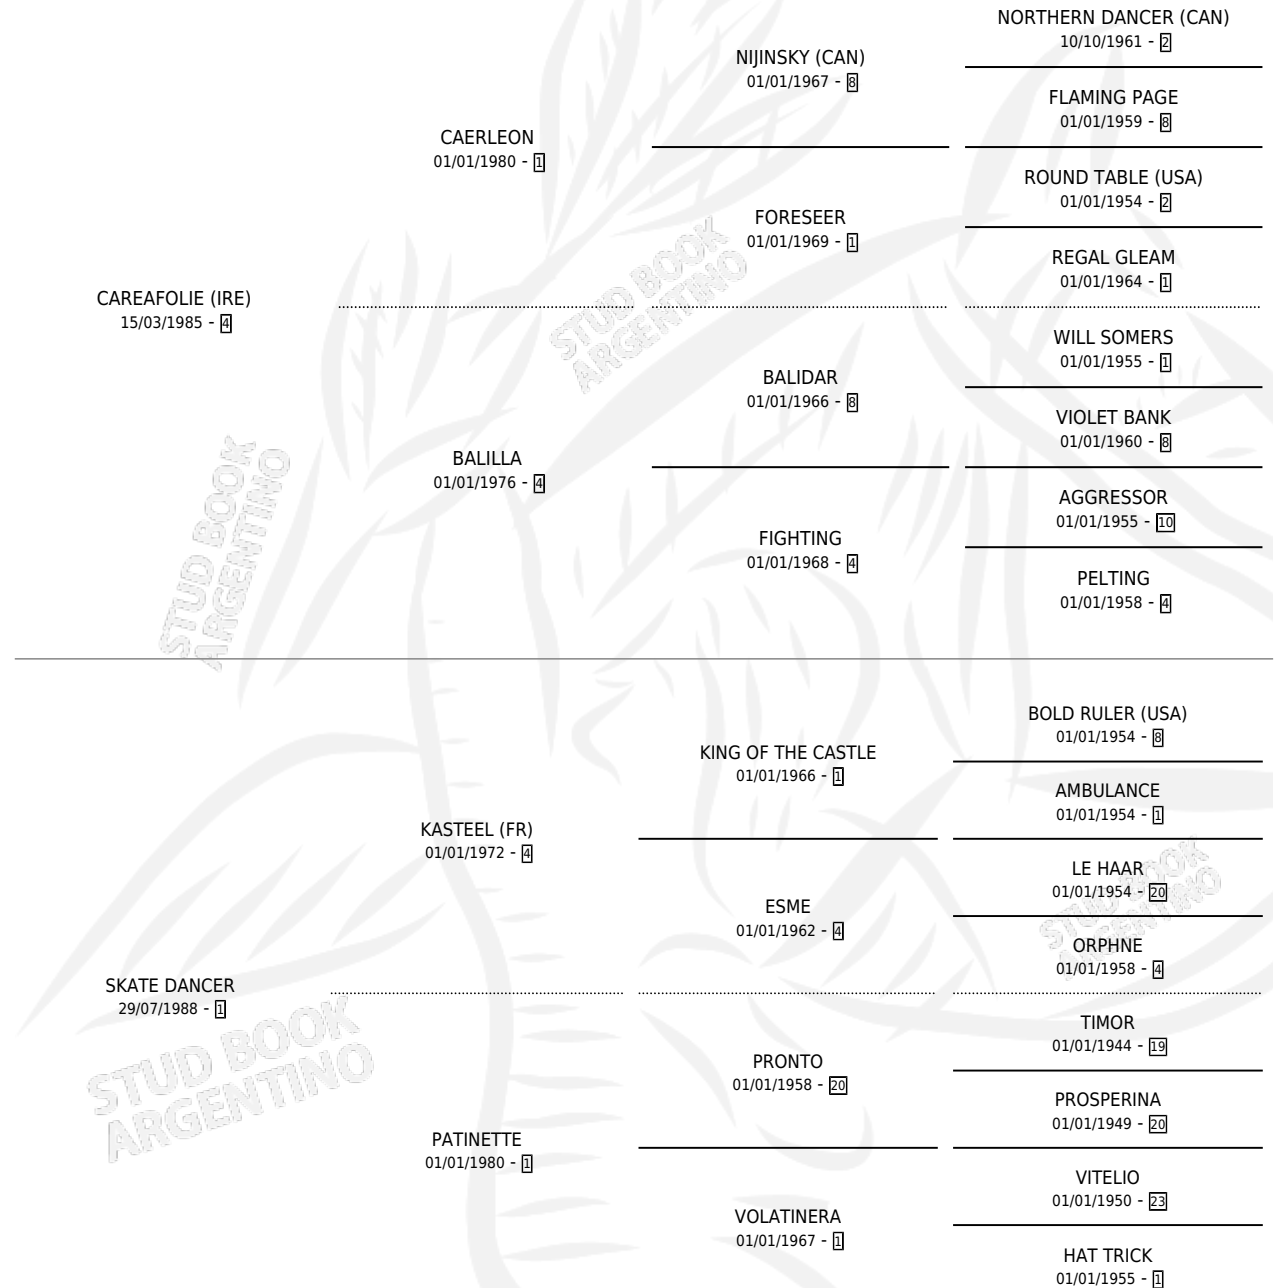 NORTHERN DANCER (CAN)
10/10/1961 - 2
NIJINSKY (CAN)
01/01/1967 - 8
FLAMING PAGE
01/01/1959 - 8
CAERLEON
01/01/1980 - 1
ROUND TABLE (USA)
01/01/1954 - 2
FORESEER
01/01/1969 - 1
REGAL GLEAM
01/01/1964 - 1
CAREAFOLIE (IRE)
15/03/1985 - 4
STUD BOOK
ARGENTINO
WILL SOMERS
01/01/1955 - 1
BALIDAR
01/01/1966 - 8
VIOLET BANK
01/01/1960 - 8
BALILLA
01/01/1976 - 4
AGGRESSOR
01/01/1955 - 10
FIGHTING
01/01/1968 - 4
PELTING
01/01/1958 - 4
STUD BOOK
ARGENTINO
BOLD RULER (USA)
01/01/1954 - 8
KING OF THE CASTLE
01/01/1966 - 1
AMBULANCE
01/01/1954 - 1
KASTEEL (FR)
01/01/1972 - 4
LE HAAR
01/01/1954 - 20
ESME
01/01/1962 - 4
STUD BOOK
ARGENTINO
ORPHNE
01/01/1958 - 4
SKATE DANCER
29/07/1988 - 1
STUD BOOK
ARGENTINO
TIMOR
01/01/1944 - 19
PRONTO
01/01/1958 - 20
PROSPERINA
01/01/1949 - 20
PATINETTE
01/01/1980 - 1
VITELIO
01/01/1950 - 23
VOLATINERA
01/01/1967 - 1
HAT TRICK
01/01/1955 - 1